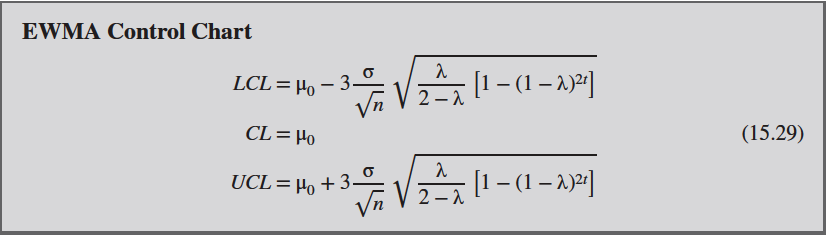 EWMA Control Chart
LCL = μ₀ − 3 σ/√n √(λ/(2 − λ) [1 − (1 − λ)²ᵗ])
CL = μ₀ (15.29)
UCL = μ₀ + 3 σ/√n √(λ/(2 − λ) [1 − (1 − λ)²ᵗ])